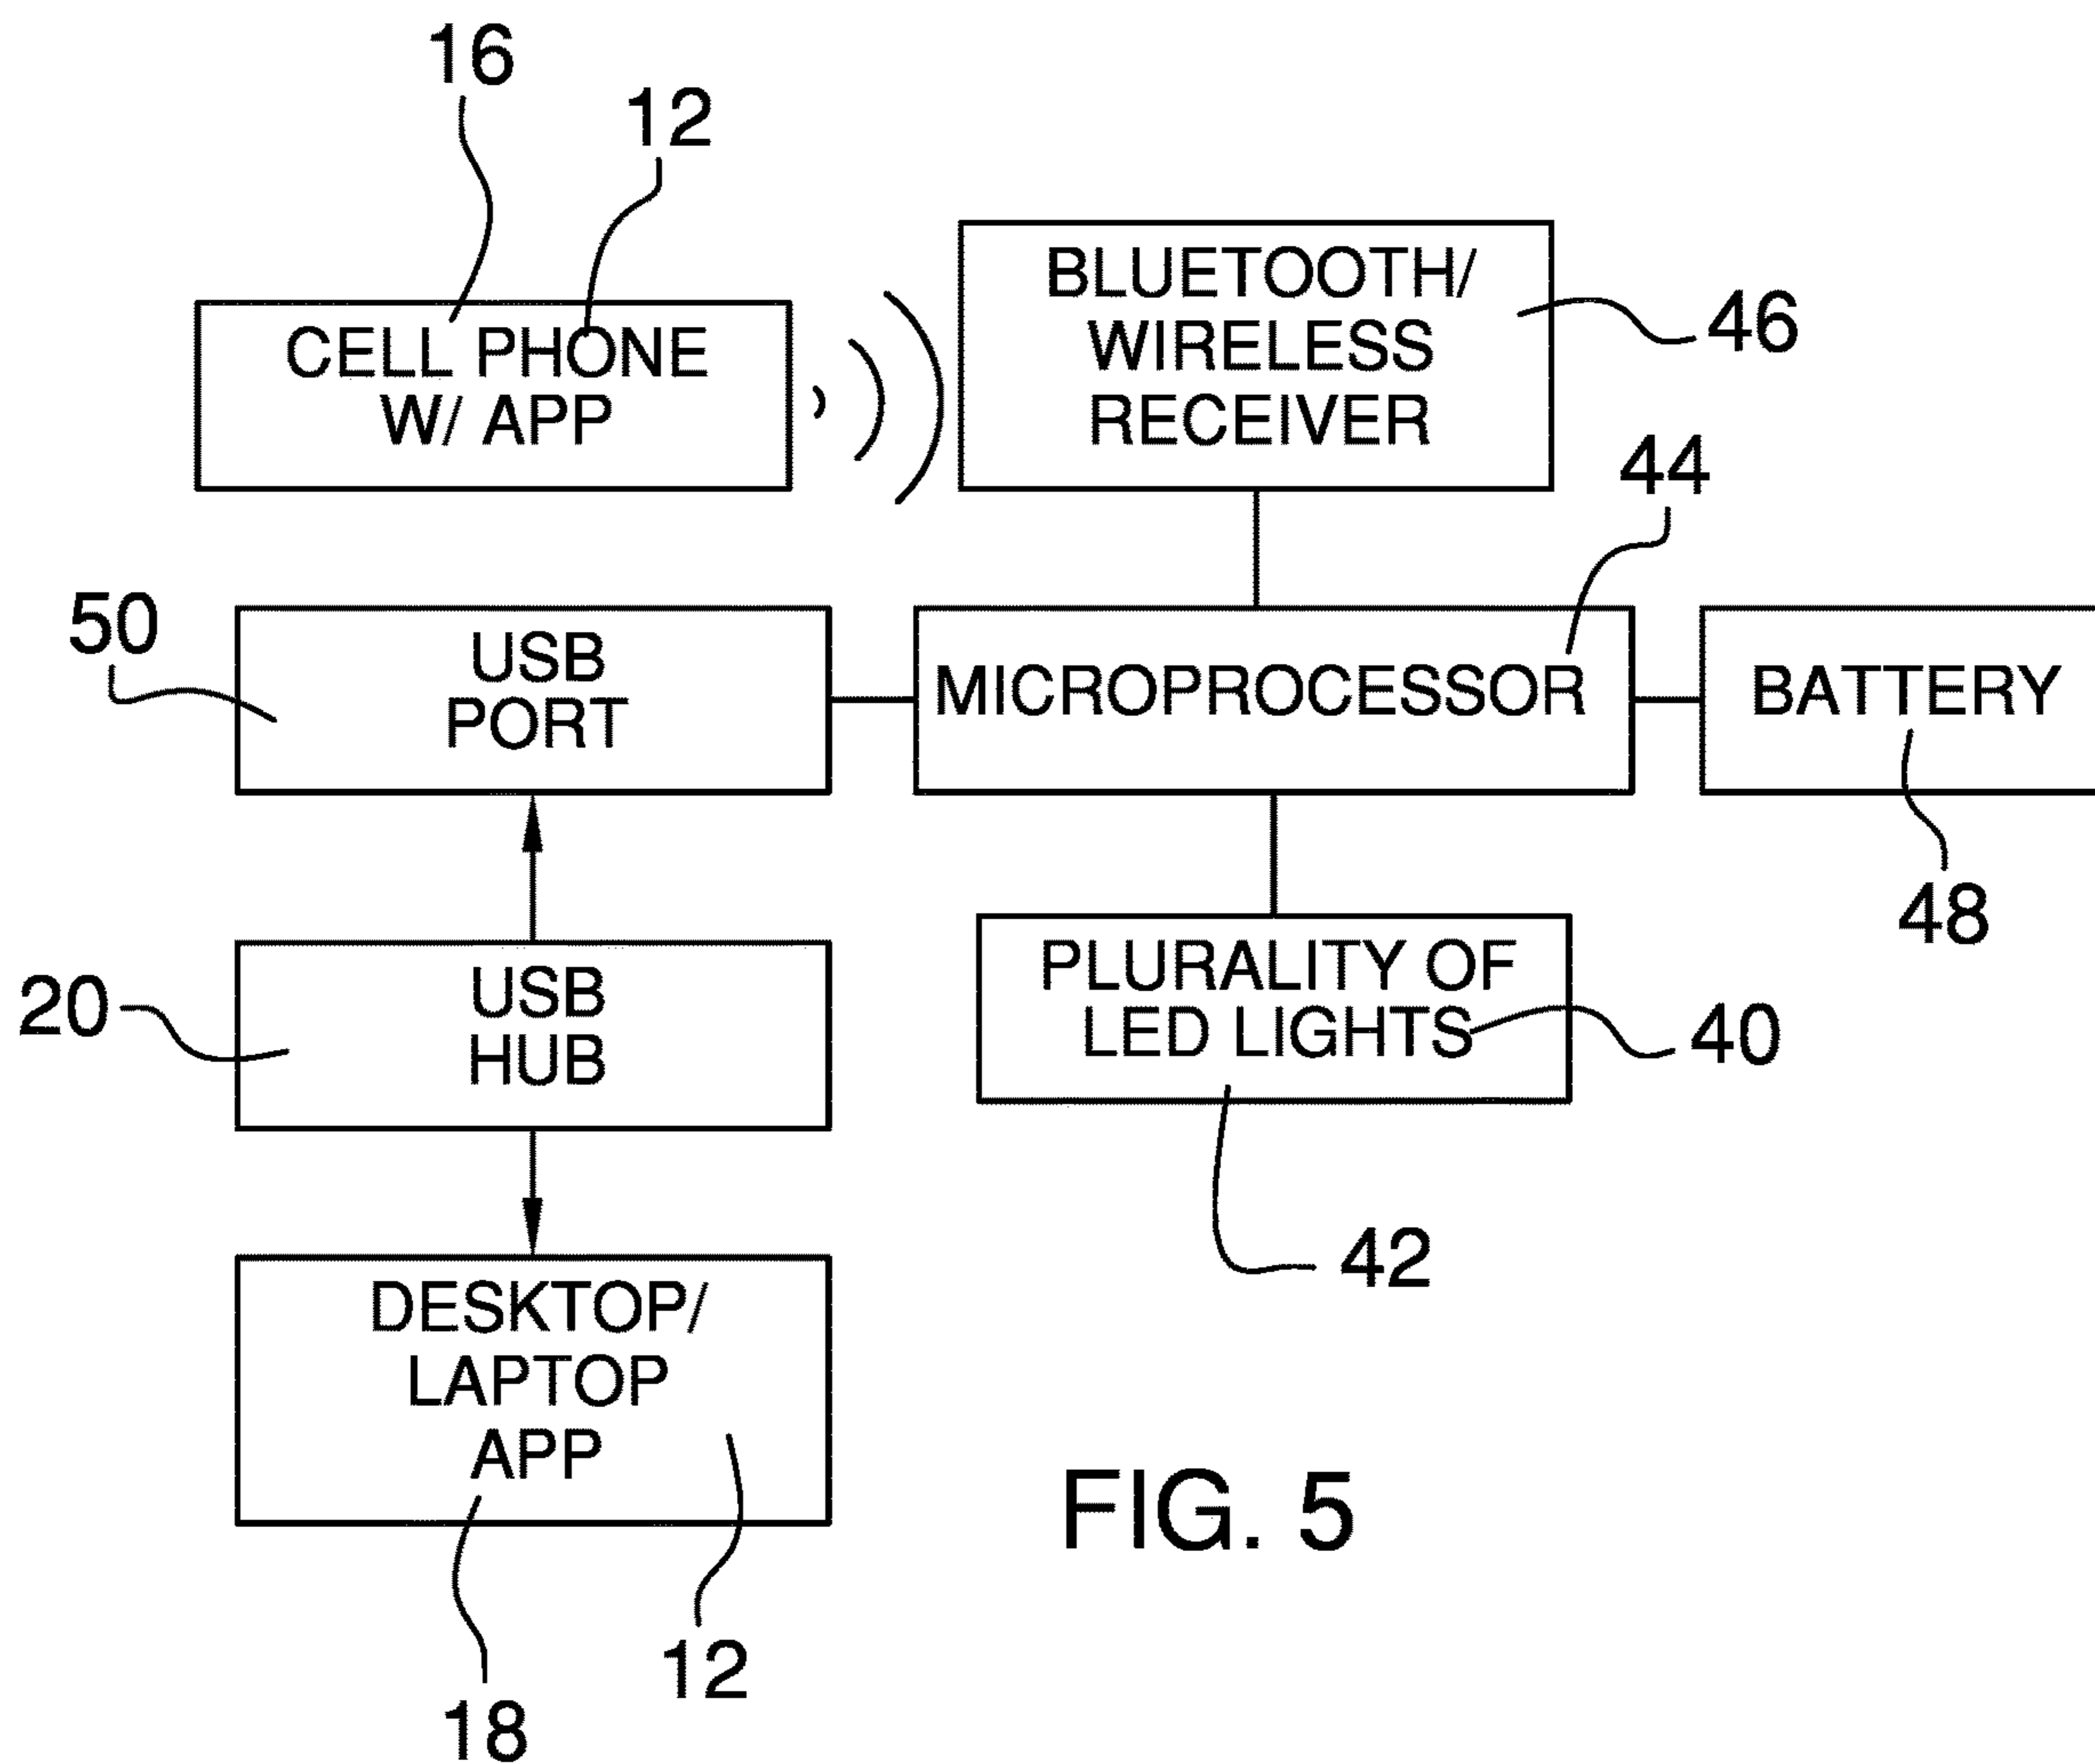 16
12
CELL PHONE
W/ APP
BLUETOOTH/
WIRELESS
RECEIVER
46
44
50
USB
PORT
MICROPROCESSOR
BATTERY
48
20
USB
HUB
PLURALITY OF
LED LIGHTS
40
42
DESKTOP/
LAPTOP
APP
12
18
FIG. 5